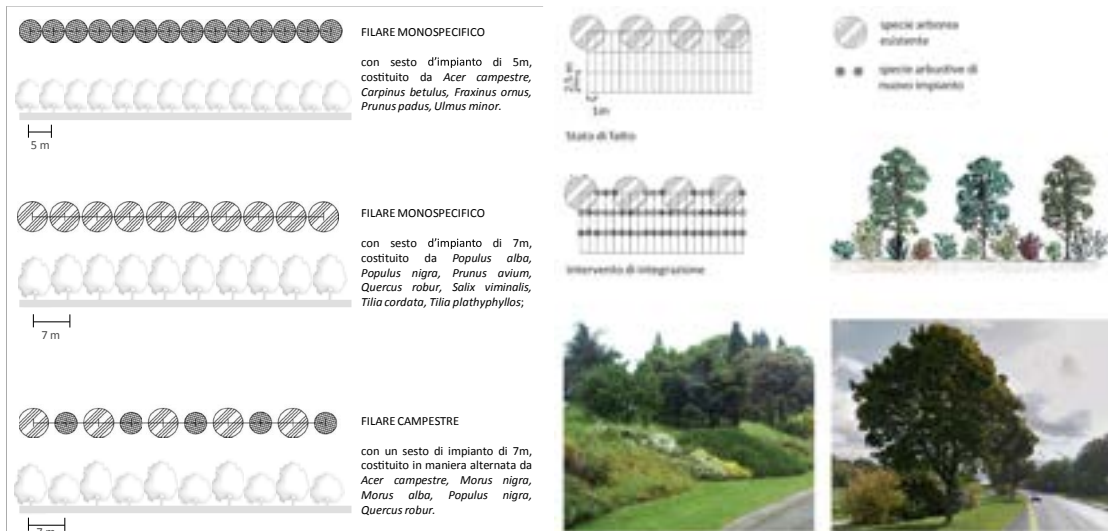 FILARE MONOSPECIFICO
con sesto d'impianto di 5m,
costituito da Acer campestre,
Carpinus betulus, Fraxinus ornus,
Prunus padus, Ulmus minor.
5 m
FILARE MONOSPECIFICO
con sesto d'impianto di 7m,
costituito da Populus alba,
Populus nigra, Prunus avium,
Quercus robur, Salix viminalis,
Tilia cordata, Tilia plathyphyllos;
7 m
FILARE CAMPESTRE
con un sesto di impianto di 7m,
costituito in maniera alternata da
Acer campestre, Morus nigra,
Morus alba, Populus nigra,
Quercus robur.
7 m
2,5 m
1m
Stato di fatto
Intervento di integrazione
specie arborea
esistente
specie arbustive di
nuovo impianto